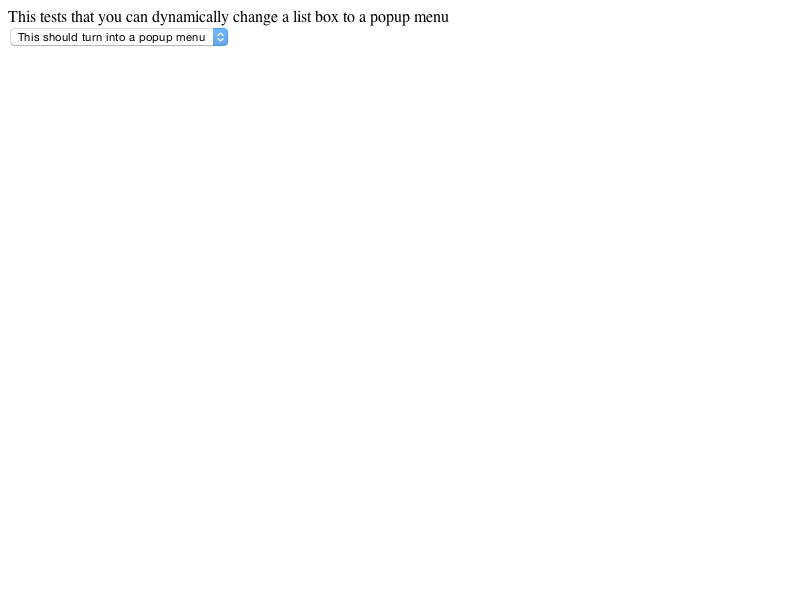 This tests that you can dynamically change a list box to a popup menu
This should turn into a popup menu